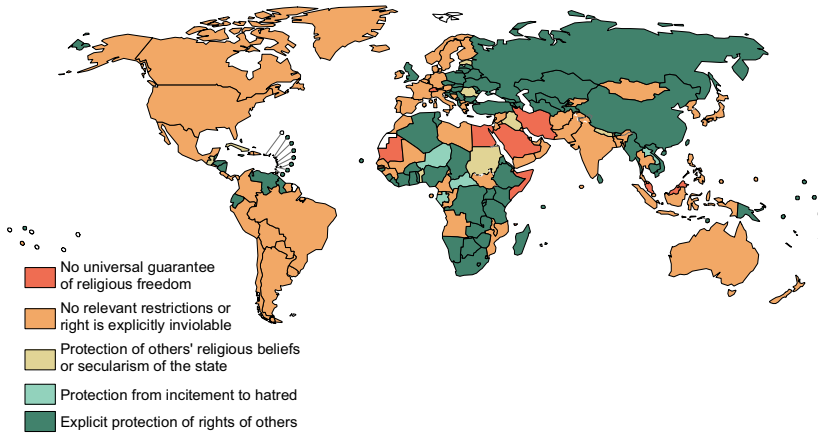 No universal guarantee
of religious freedom
No relevant restrictions or
right is explicitly inviolable
Protection of others' religious beliefs
or secularism of the state
Protection from incitement to hatred
Explicit protection of rights of others